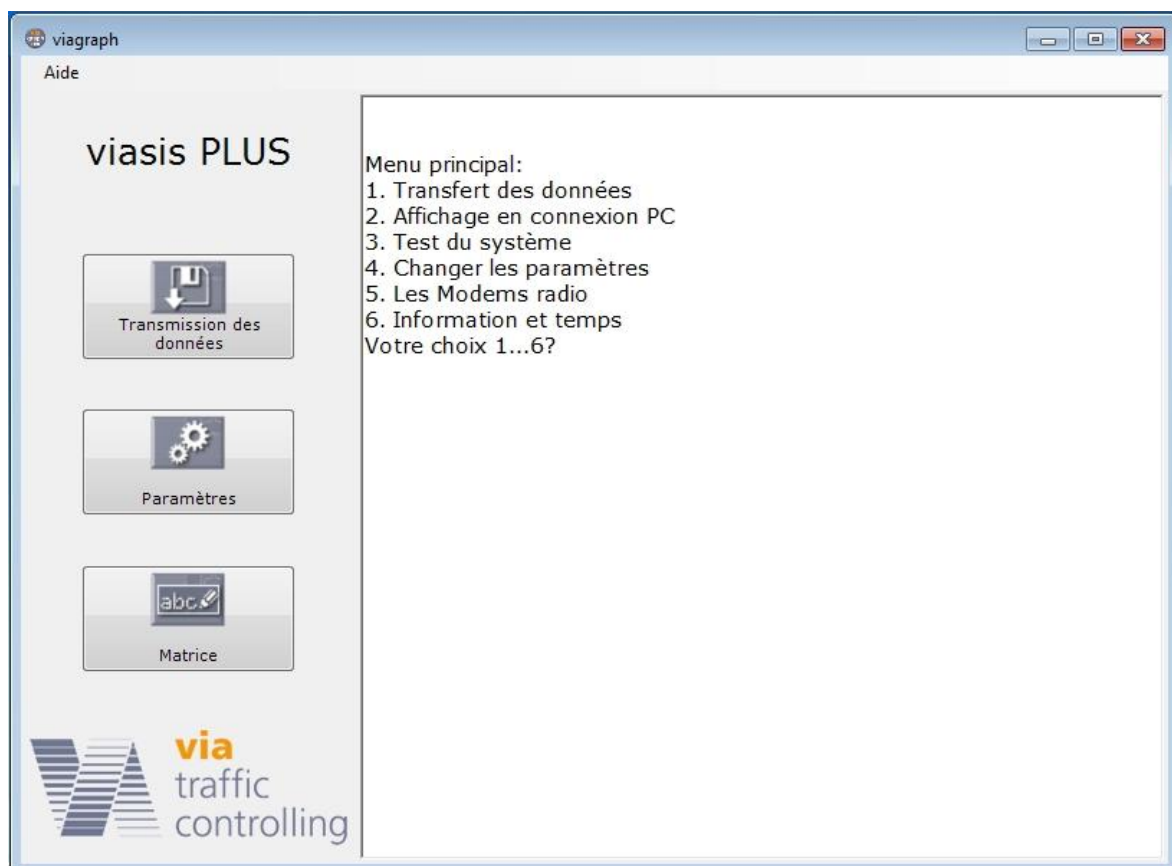 viagraph
Aide
viasis PLUS
Transmission des
données
Paramètres
abc
Matrice
via
traffic
controlling
Menu principal:
1. Transfert des données
2. Affichage en connexion PC
3. Test du système
4. Changer les paramètres
5. Les Modems radio
6. Information et temps
Votre choix 1...6?